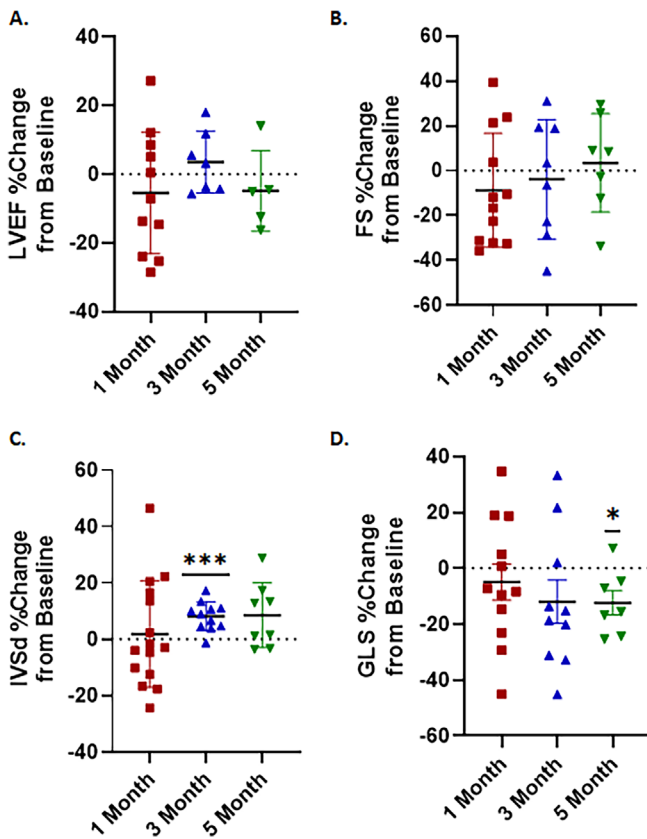 A.
LVEF %Change
from Baseline
40
20
0
-20
-40
1 Month
3 Month
5 Month
B.
FS %Change
from Baseline
60
40
20
0
-20
-40
-60
1 Month
3 Month
5 Month
C.
IVSd %Change
from Baseline
60
40
20
0
-20
-40
***
1 Month
3 Month
5 Month
D.
GLS %Change
from Baseline
40
20
0
-20
-40
-60
*
1 Month
3 Month
5 Month